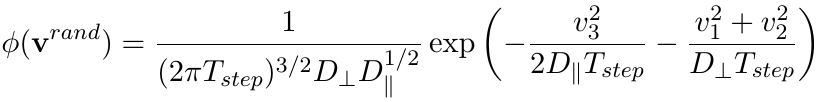 \phi(\mathbf{v}^{rand}) = \frac{1}{(2\pi T_{step})^{3/2} D_{\perp} D_{\parallel}^{1/2}} \exp\left(-\frac{v_3^2}{2D_{\parallel}T_{step}} - \frac{v_1^2 + v_2^2}{D_{\perp}T_{step}}\right)